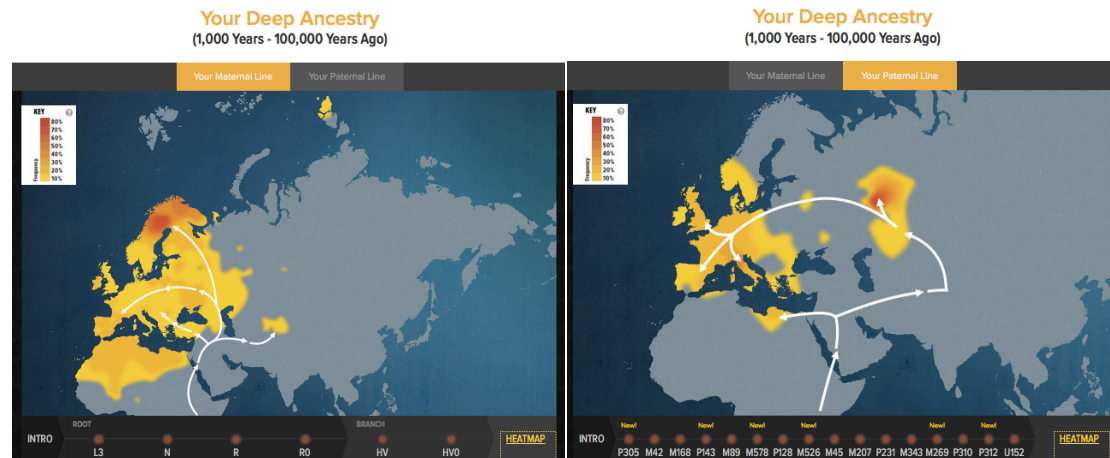 Your Deep Ancestry
(1,000 Years - 100,000 Years Ago)
Your Maternal Line
Your Paternal Line
KEY
?
Frequency
80%
70%
60%
50%
40%
30%
20%
10%
ROOT
BRANCH
INTRO
L3
N
R
R0
HV
HV0
HEATMAP
Your Deep Ancestry
(1,000 Years - 100,000 Years Ago)
Your Maternal Line
Your Paternal Line
KEY
?
Frequency
80%
70%
60%
50%
40%
30%
20%
10%
New!
New!
New!
New!
New!
New!
INTRO
P305 M42 M168 P143 M89 M578 P128 M526 M45 M207 P231 M343 M269 P310 P312 U152
HEATMAP